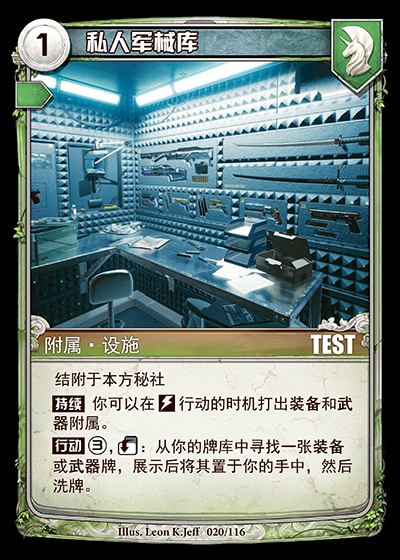 1 私人军械库
附属·设施 TEST
结附于本方秘社
持续 你可以在行动的时机打出装备和武
器附属。
行动 ③,：从你的牌库中寻找一张装备
或武器牌，展示后将其置于你的手中，然后
洗牌。
Illus. Leon K.Jeff 020/116